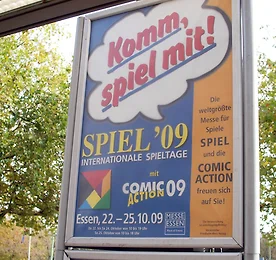 Komm,
spiel mit!
SPIEL '09
INTERNATIONALE SPIELTAGE
mit
COMIC
ACTION 09
Essen, 22.–25.10.09
MESSE
ESSEN
Die
weltgrößte
Messe für
Spiele
SPIEL
und die
COMIC
ACTION
freuen sich
auf Sie!